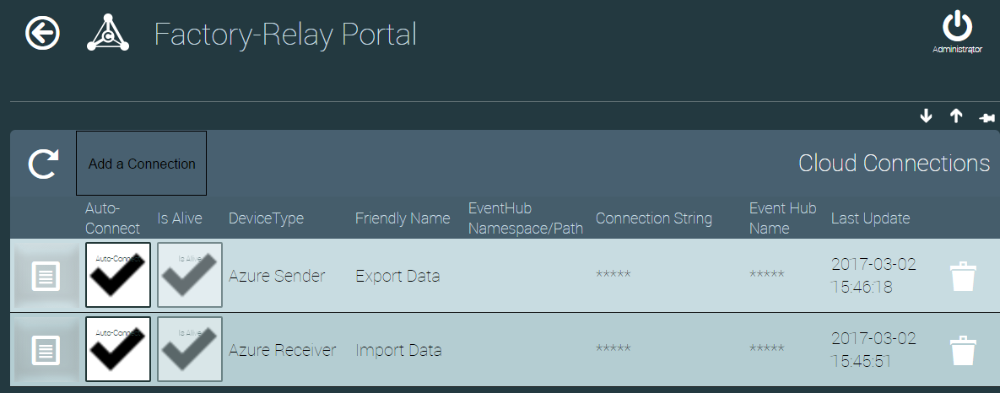 Factory-Relay Portal
Administrator
Add a Connection
Cloud Connections
Auto-
Connect
Is Alive
DeviceType
Friendly Name
EventHub
Namespace/Path
Connection String
Event Hub
Name
Last Update
Auto-Connect
Is Alive
Azure Sender
Export Data
*****
*****
2017-03-02
15:46:18
Auto-Connect
Is Alive
Azure Receiver
Import Data
*****
*****
2017-03-02
15:45:51